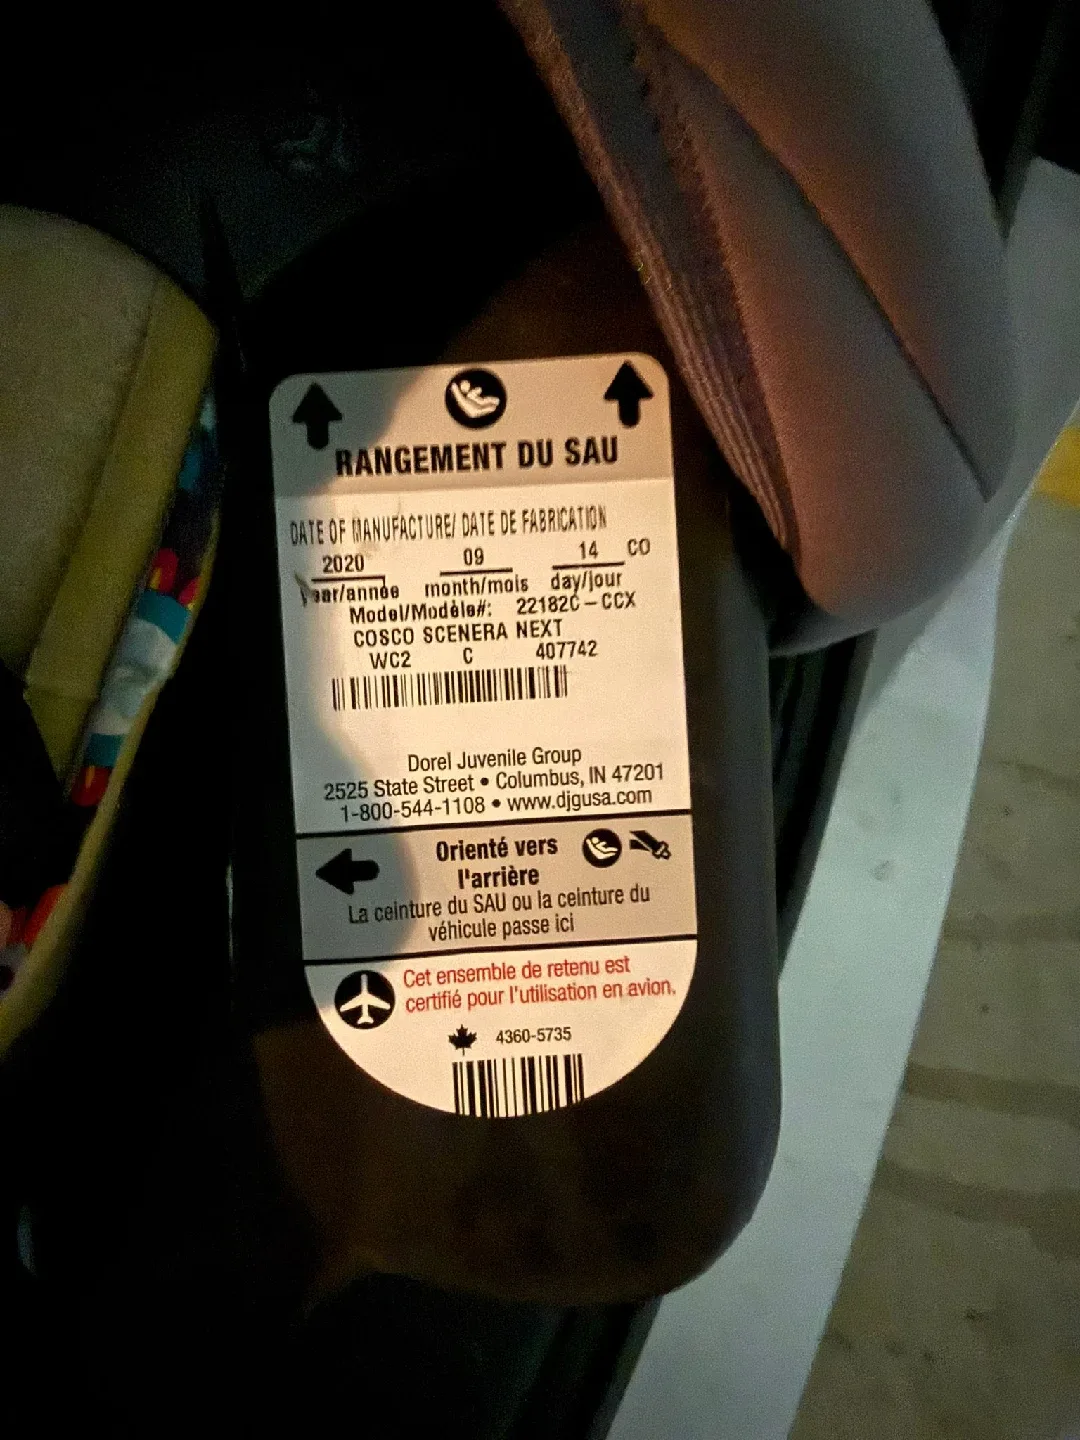 RANGEMENT DU SAU
DATE OF MANUFACTURE/ DATE DE FABRICATION
2020 09 14 CO
year/année month/mois day/jour
Model/Modèle#: 22182C-CCX
COSCO SCENERA NEXT
WC2 C 407742
Dorel Juvenile Group
2525 State Street • Columbus, IN 47201
1-800-544-1108 • www.djgusa.com
Orienté vers
l'arrière
La ceinture du SAU ou la ceinture du
véhicule passe ici
Cet ensemble de retenu est
certifié pour l'utilisation en avion.
4360-5735